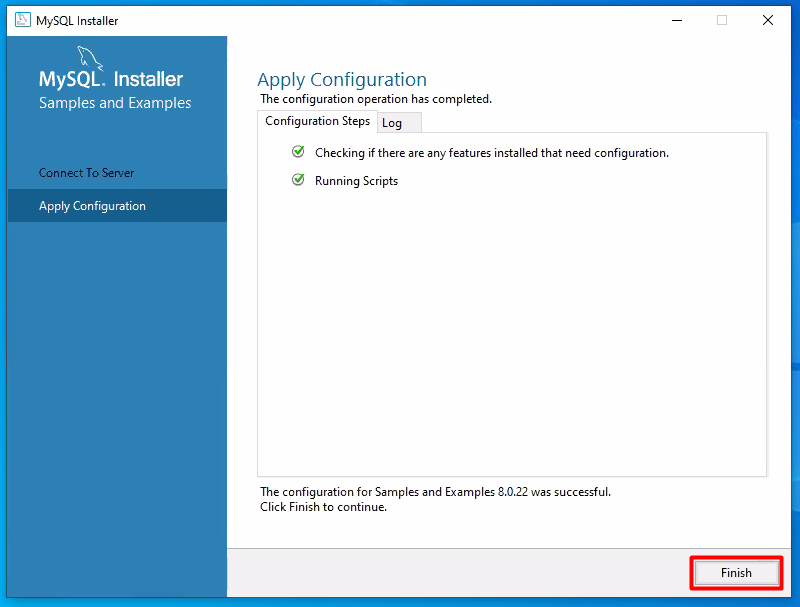 MySQL Installer
MySQL. Installer
Samples and Examples
Connect To Server
Apply Configuration
Apply Configuration
The configuration operation has completed.
Configuration Steps Log
Checking if there are any features installed that need configuration.
Running Scripts
The configuration for Samples and Examples 8.0.22 was successful.
Click Finish to continue.
Finish